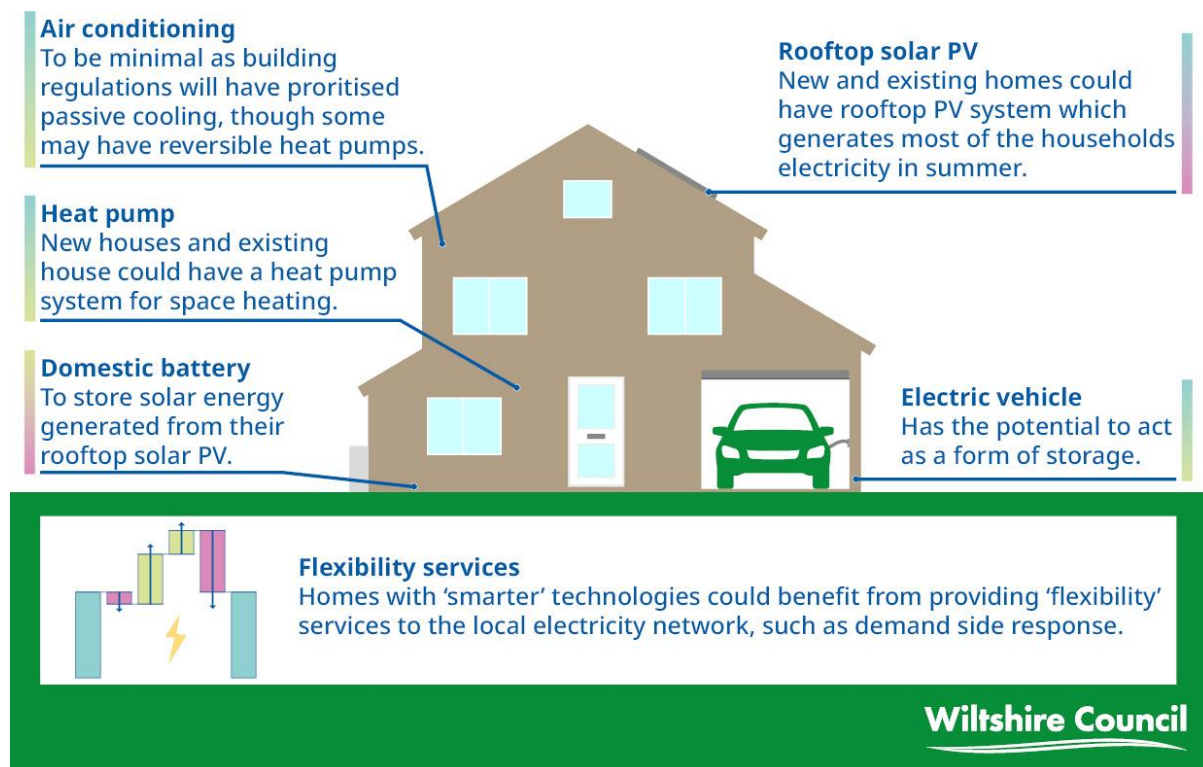 Air conditioning
To be minimal as building
regulations will have proritised
passive cooling, though some
may have reversible heat pumps.
Heat pump
New houses and existing
house could have a heat pump
system for space heating.
Domestic battery
To store solar energy
generated from their
rooftop solar PV.
Rooftop solar PV
New and existing homes could
have rooftop PV system which
generates most of the households
electricity in summer.
Electric vehicle
Has the potential to act
as a form of storage.
Flexibility services
Homes with ‘smarter’ technologies could benefit from providing ‘flexibility’
services to the local electricity network, such as demand side response.
Wiltshire Council